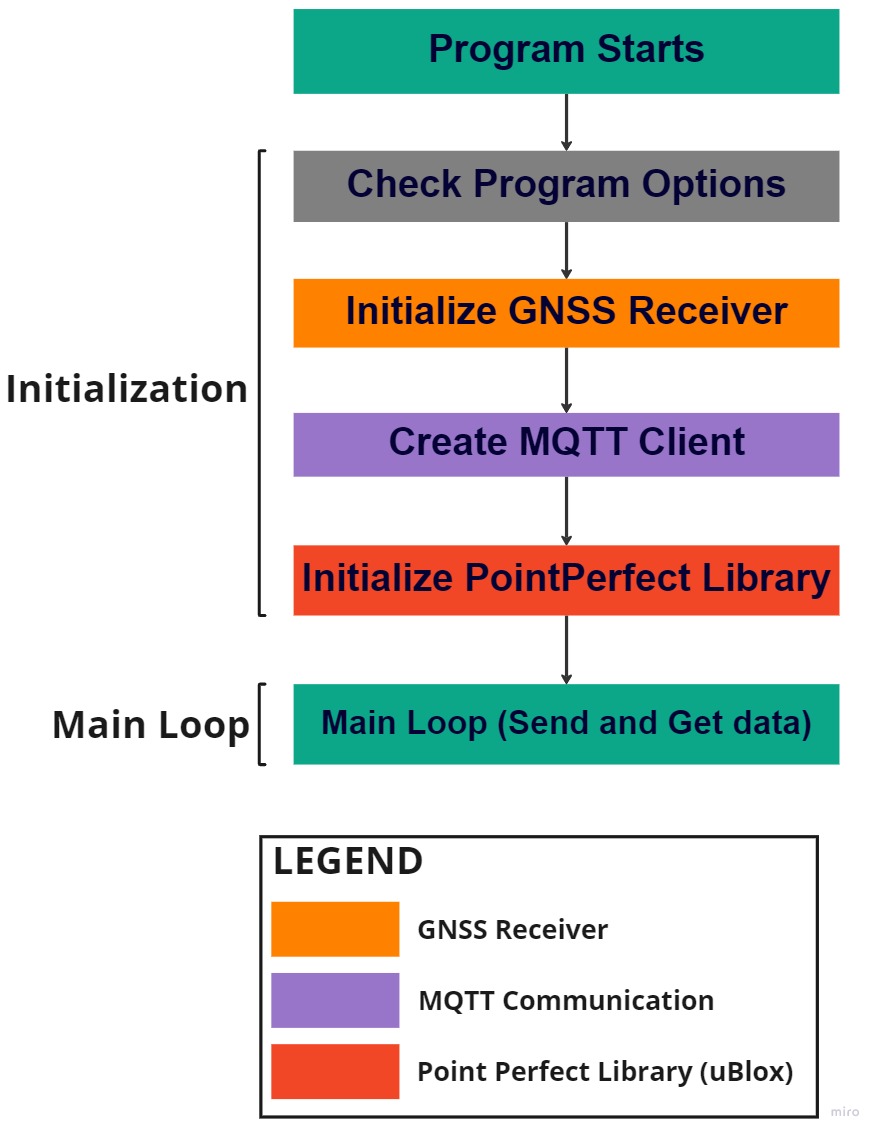 Program Starts
Check Program Options
Initialize GNSS Receiver
Initialization
Create MQTT Client
Initialize PointPerfect Library
Main Loop
Main Loop (Send and Get data)
LEGEND
GNSS Receiver
MQTT Communication
Point Perfect Library (uBlox)
miro